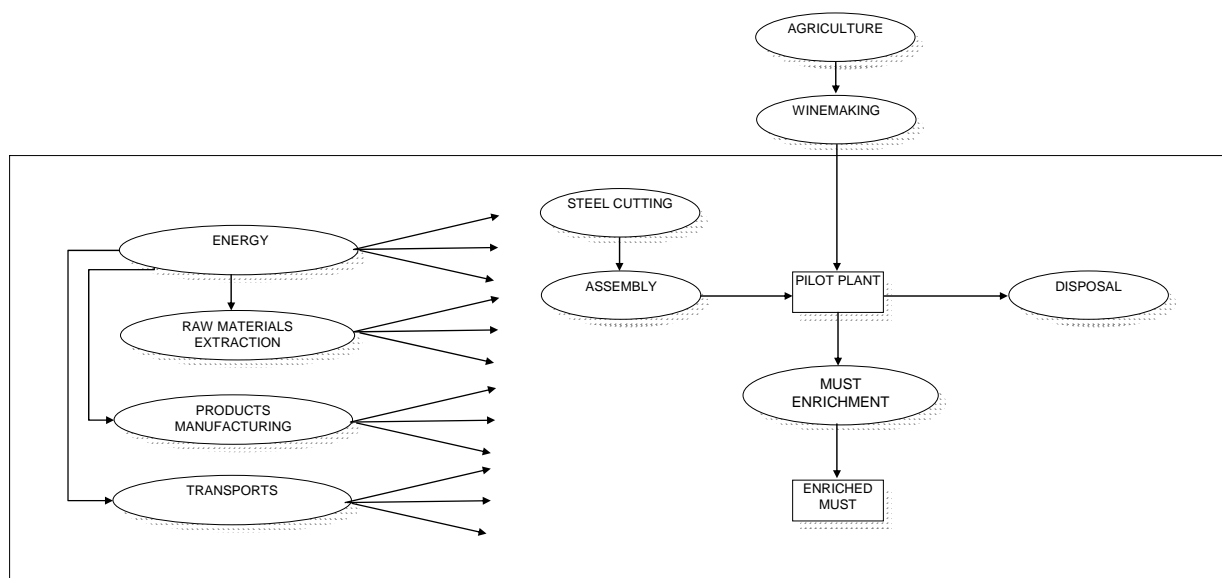 AGRICULTURE
WINEMAKING
STEEL CUTTING
ENERGY
ASSEMBLY
PILOT PLANT
DISPOSAL
RAW MATERIALS
EXTRACTION
MUST
ENRICHMENT
PRODUCTS
MANUFACTURING
TRANSPORTS
ENRICHED
MUST